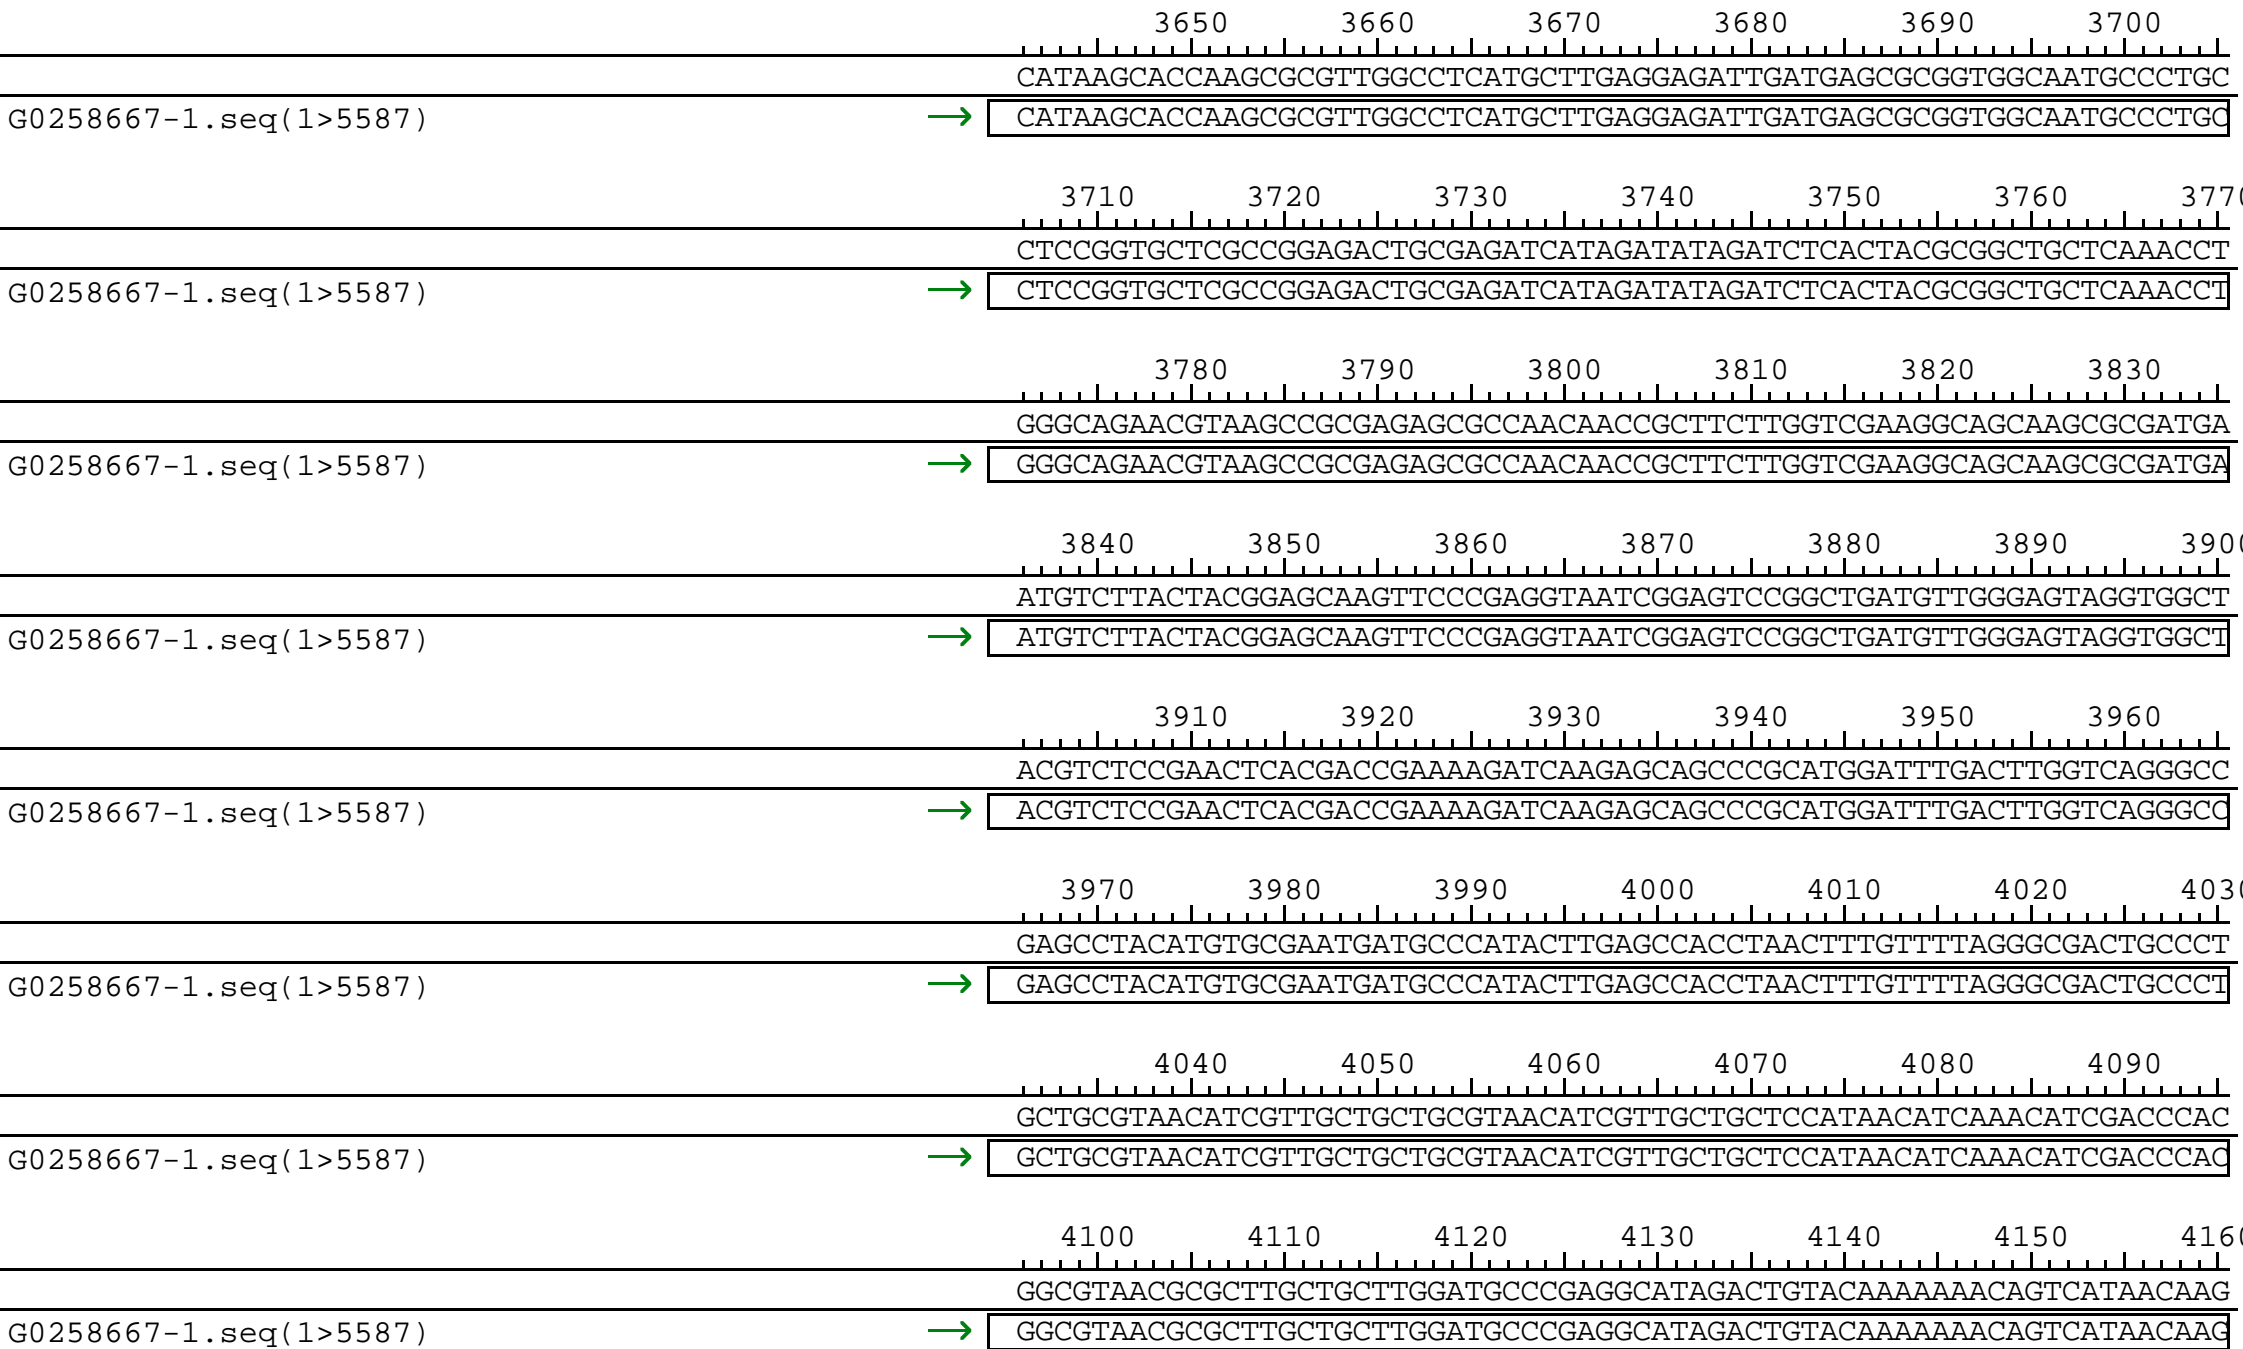 3650 3660 3670 3680 3690 3700
CATAAGCACCAAGCGCGTTGGCCTCATGCTTGAGGAGATTGATGAGCGCGGTGGCAATGCCCTGC
G0258667-1.seq(1>5587) → CATAAGCACCAAGCGCGTTGGCCTCATGCTTGAGGAGATTGATGAGCGCGGTGGCAATGCCCTGC
3710 3720 3730 3740 3750 3760 3770
CTCCGGTGCTCGCCGGAGACTGCGAGATCATAGATATAGATCTCACTACGCGGCTGCTCAAACCT
G0258667-1.seq(1>5587) → CTCCGGTGCTCGCCGGAGACTGCGAGATCATAGATATAGATCTCACTACGCGGCTGCTCAAACCT
3780 3790 3800 3810 3820 3830
GGGCAGAACGTAAGCCGCGAGAGCGCCAACAACCGCTTCTTGGTCGAAGGCAGCAAGCGCGATGA
G0258667-1.seq(1>5587) → GGGCAGAACGTAAGCCGCGAGAGCGCCAACAACCGCTTCTTGGTCGAAGGCAGCAAGCGCGATGA
3840 3850 3860 3870 3880 3890 3900
ATGTCTTACTACGGAGCAAGTTCCCGAGGTAATCGGAGTCCGGCTGATGTTGGGAGTAGGTGGCT
G0258667-1.seq(1>5587) → ATGTCTTACTACGGAGCAAGTTCCCGAGGTAATCGGAGTCCGGCTGATGTTGGGAGTAGGTGGCT
3910 3920 3930 3940 3950 3960
ACGTCTCCGAACTCACGACCGAAAAGATCAAGAGCAGCCCGCATGGATTTGACTTGGTCAGGGCC
G0258667-1.seq(1>5587) → ACGTCTCCGAACTCACGACCGAAAAGATCAAGAGCAGCCCGCATGGATTTGACTTGGTCAGGGCC
3970 3980 3990 4000 4010 4020 4030
GAGCCTACATGTGCGAATGATGCCCATACTTGAGCCACCTAACTTTGTTTTAGGGCGACTGCCCT
G0258667-1.seq(1>5587) → GAGCCTACATGTGCGAATGATGCCCATACTTGAGCCACCTAACTTTGTTTTAGGGCGACTGCCCT
4040 4050 4060 4070 4080 4090
GCTGCGTAACATCGTTGCTGCTGCGTAACATCGTTGCTGCTCCATAACATCAAACATCGACCCAC
G0258667-1.seq(1>5587) → GCTGCGTAACATCGTTGCTGCTGCGTAACATCGTTGCTGCTCCATAACATCAAACATCGACCCAC
4100 4110 4120 4130 4140 4150 4160
GGCGTAACGCGCTTGCTGCTTGGATGCCCGAGGCATAGACTGTACAAAAAAACAGTCATAACAAG
G0258667-1.seq(1>5587) → GGCGTAACGCGCTTGCTGCTTGGATGCCCGAGGCATAGACTGTACAAAAAAACAGTCATAACAAG